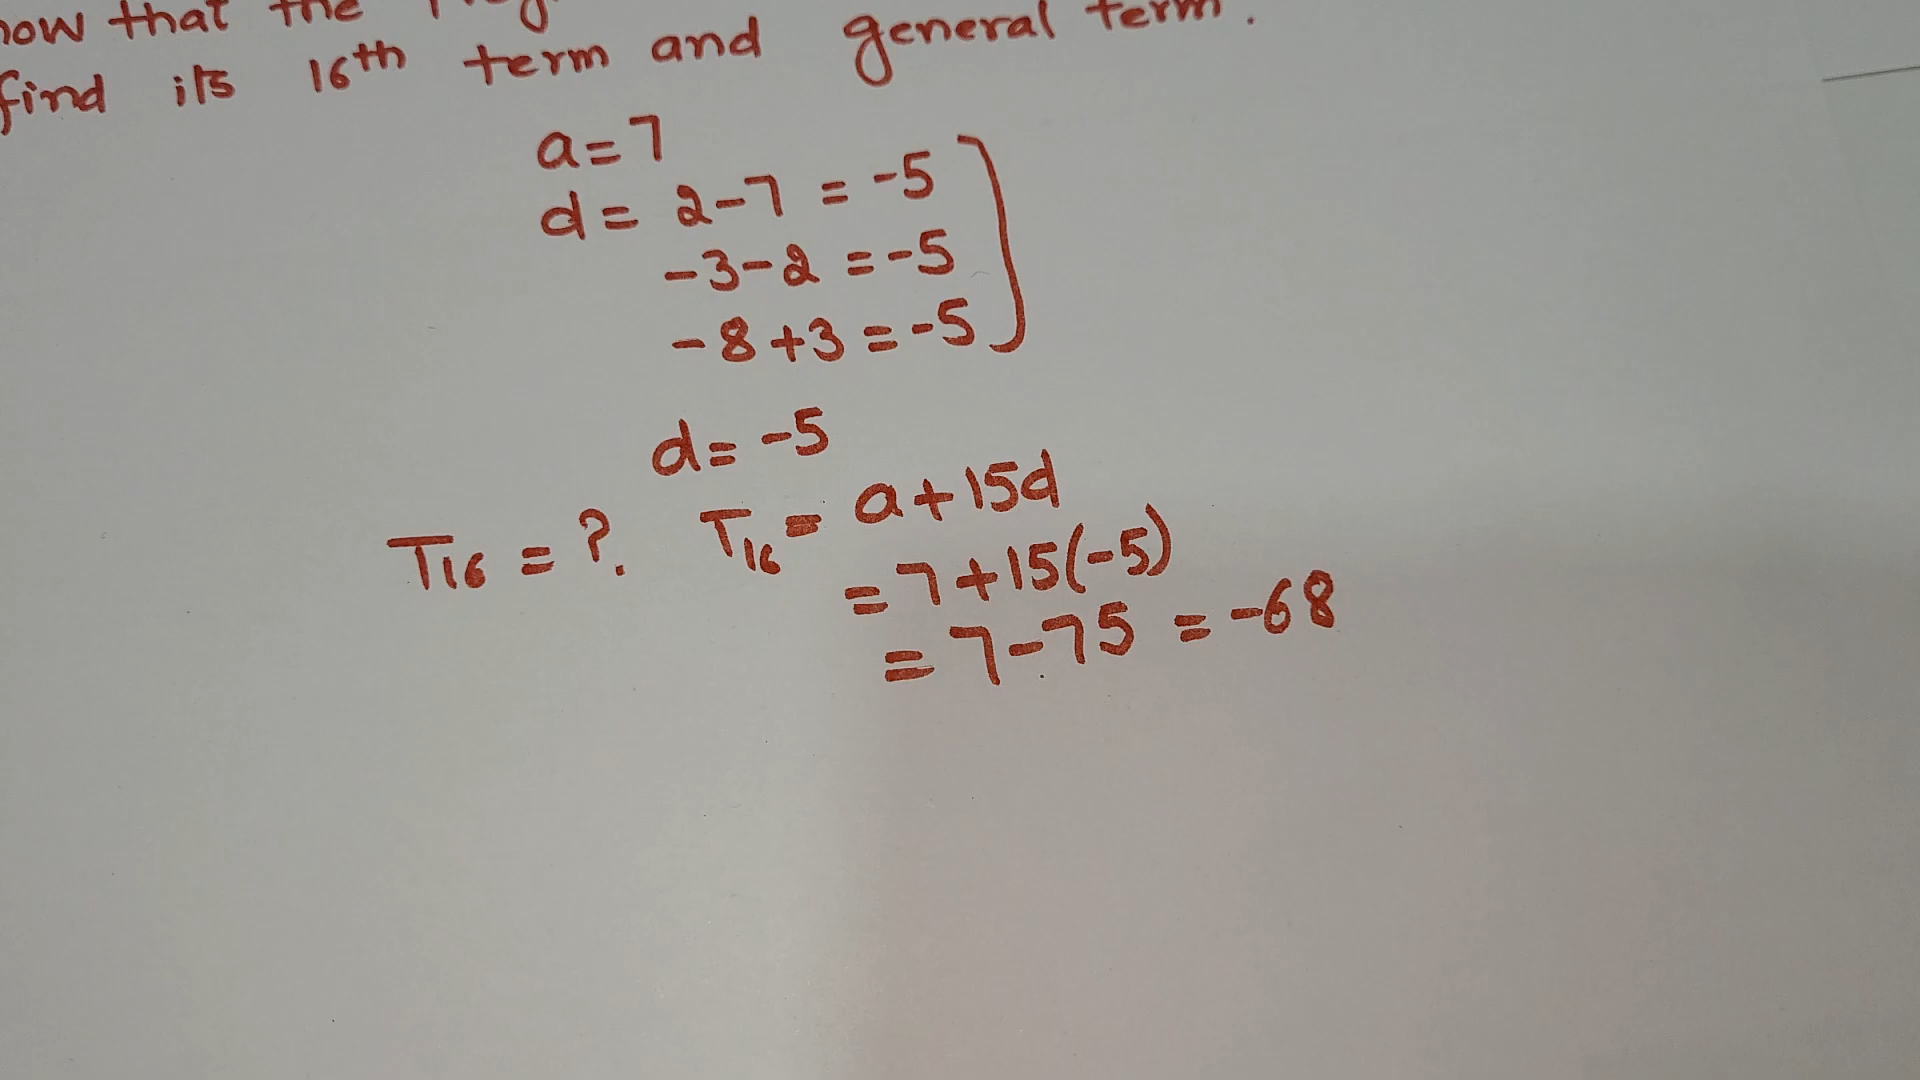 now that the
find its 16th term and general term.
a=7
d= 2-7 = -5
-3-2 =-5
-8+3=-5
d= -5
T16 = ?. T16 = a+15d
= 7+15(-5)
= 7-75 = -68